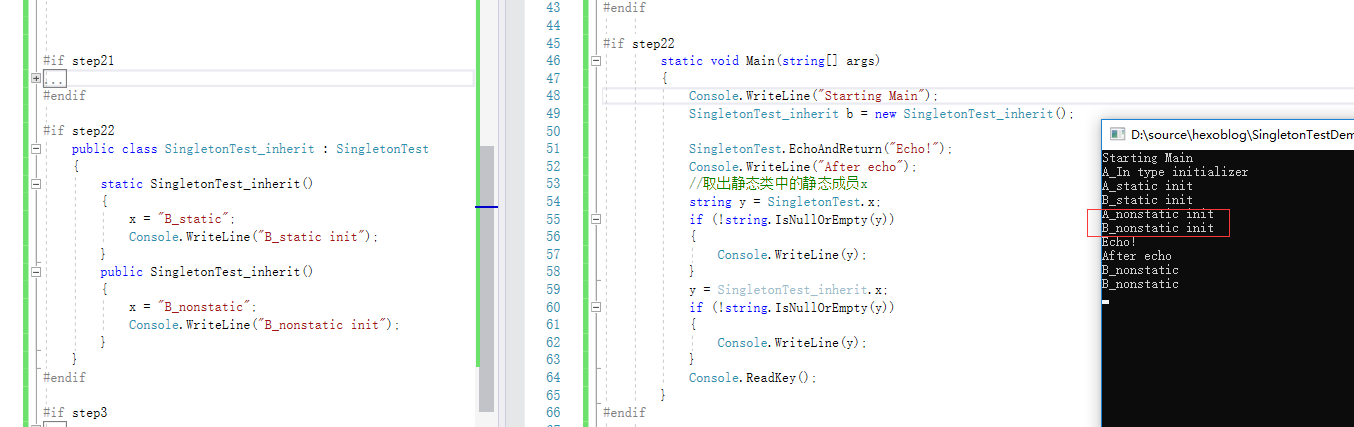 #if step21
...
#endif
#if step22
public class SingletonTest_inherit : SingletonTest
{
static SingletonTest_inherit()
{
x = "B_static";
Console.WriteLine("B_static init");
}
public SingletonTest_inherit()
{
x = "B_nonstatic";
Console.WriteLine("B_nonstatic init");
}
}
#endif
#if step3
43 #endif
44
45 #if step22
46 static void Main(string[] args)
47 {
48 Console.WriteLine("Starting Main");
49 SingletonTest_inherit b = new SingletonTest_inherit();
50
51 SingletonTest.EchoAndReturn("Echo!");
52 Console.WriteLine("After echo");
53 //取出静态类中的静态成员x
54 string y = SingletonTest.x;
55 if (!string.IsNullOrEmpty(y))
56 {
57 Console.WriteLine(y);
58 }
59 y = SingletonTest_inherit.x;
60 if (!string.IsNullOrEmpty(y))
61 {
62 Console.WriteLine(y);
63 }
64 Console.ReadKey();
65 }
66 #endif
D:\source\hexoblog\SingletonTestDem
Starting Main
A_In type initializer
A_static init
B_static init
A_nonstatic init
B_nonstatic init
Echo!
After echo
B_nonstatic
B_nonstatic